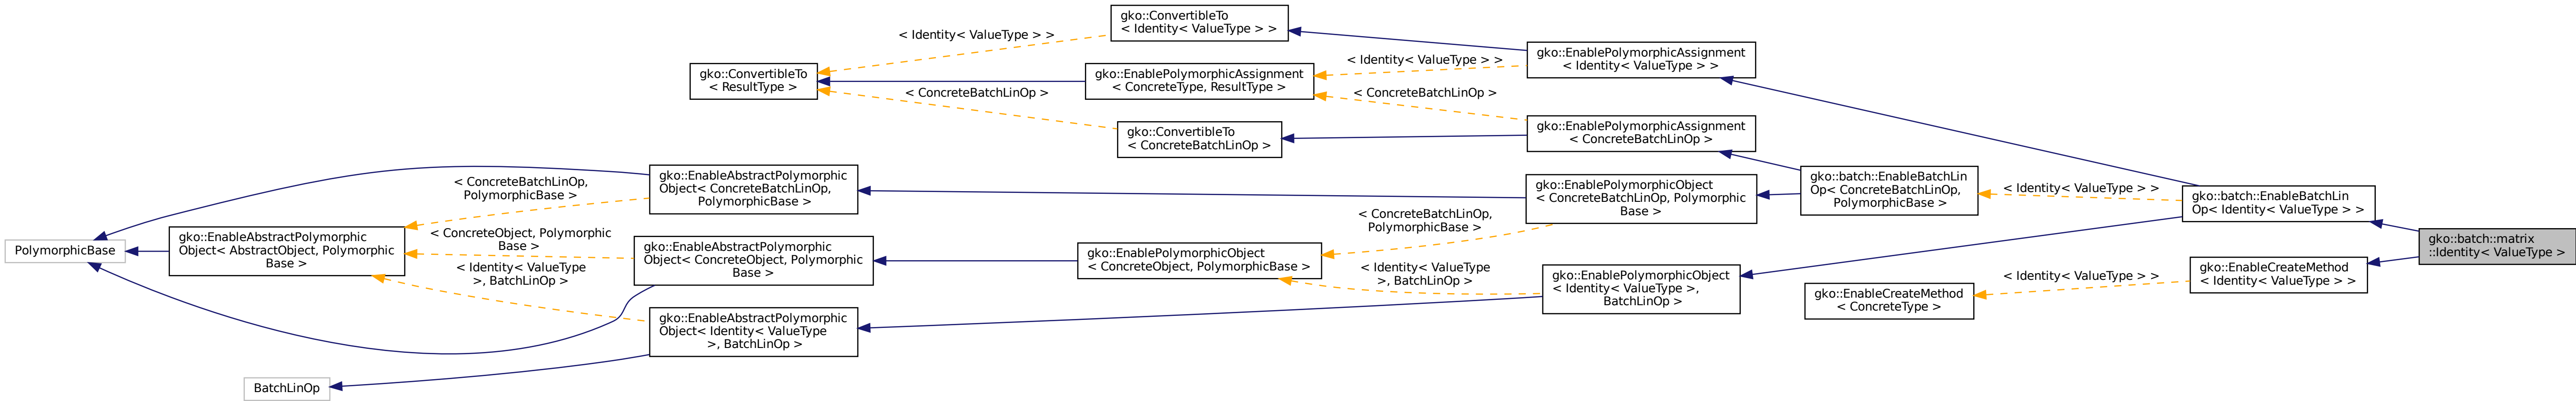 gko::ConvertibleTo
< Identity< ValueType > >
< Identity< ValueType > >
gko::EnablePolymorphicAssignment
< Identity< ValueType > >
< Identity< ValueType > >
gko::ConvertibleTo
< ResultType >
gko::EnablePolymorphicAssignment
< ConcreteType, ResultType >
< ConcreteBatchLinOp >
< ConcreteBatchLinOp >
gko::ConvertibleTo
< ConcreteBatchLinOp >
gko::EnablePolymorphicAssignment
< ConcreteBatchLinOp >
gko::EnableAbstractPolymorphic
Object< ConcreteBatchLinOp,
PolymorphicBase >
< ConcreteBatchLinOp,
PolymorphicBase >
gko::EnablePolymorphicObject
< ConcreteBatchLinOp, Polymorphic
Base >
gko::batch::EnableBatchLin
Op< ConcreteBatchLinOp,
PolymorphicBase >
< Identity< ValueType > >
gko::batch::EnableBatchLin
Op< Identity< ValueType > >
PolymorphicBase
gko::EnableAbstractPolymorphic
Object< AbstractObject, Polymorphic
Base >
< ConcreteObject, Polymorphic
Base >
gko::EnableAbstractPolymorphic
Object< ConcreteObject, Polymorphic
Base >
gko::EnablePolymorphicObject
< ConcreteObject, PolymorphicBase >
< ConcreteBatchLinOp,
PolymorphicBase >
gko::batch::matrix
::Identity< ValueType >
< Identity< ValueType
>, BatchLinOp >
< Identity< ValueType
>, BatchLinOp >
gko::EnablePolymorphicObject
< Identity< ValueType >,
BatchLinOp >
gko::EnableCreateMethod
< ConcreteType >
< Identity< ValueType > >
gko::EnableCreateMethod
< Identity< ValueType > >
gko::EnableAbstractPolymorphic
Object< Identity< ValueType
>, BatchLinOp >
BatchLinOp